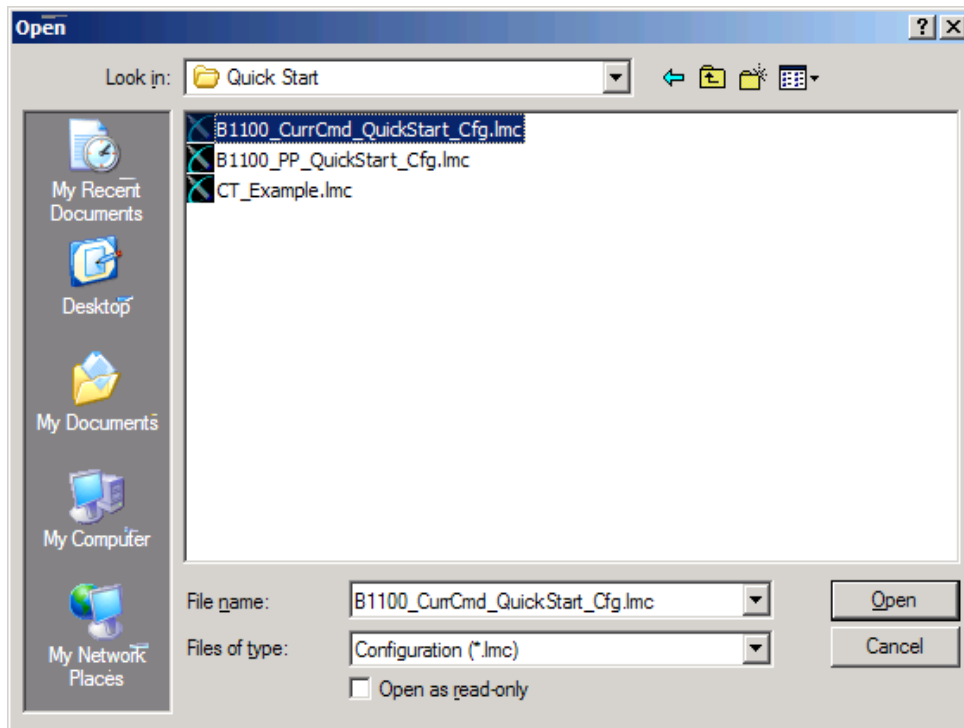 Open
Look in:
Quick Start
B1100_CurrCmd_QuickStart_Cfg.lmc
B1100_PP_QuickStart_Cfg.lmc
CT_Example.lmc
My Recent
Documents
Desktop
My Documents
My Computer
My Network
Places
File name:
B1100_CurrCmd_QuickStart_Cfg.lmc
Open
Files of type:
Configuration (*.lmc)
Cancel
Open as read-only